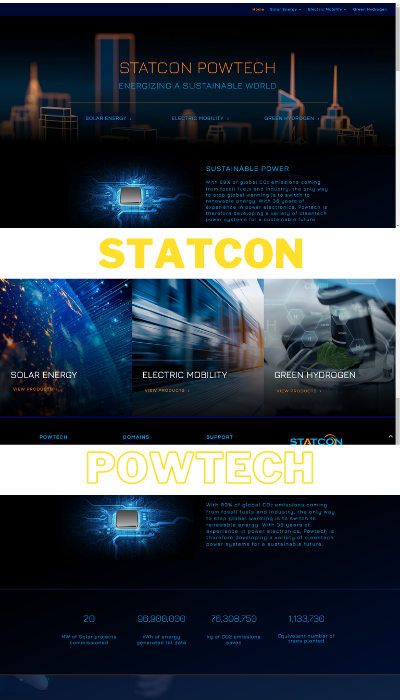 Home Solar Energy Electric Mobility Green Hydrogen
STATCON POWTECH
ENERGIZING A SUSTAINABLE WORLD
SOLAR ENERGY ELECTRIC MOBILITY GREEN HYDROGEN
SUSTAINABLE POWER
With 89% of global CO₂ emissions coming
from fossil fuels and industry, the only way
to stop global warming is to switch to
renewable energy. With 36 years of
experience in power electronics, Powtech is
therefore developing a variety of cleantech
power systems for a sustainable future.
STATCON
SOLAR ENERGY ELECTRIC MOBILITY GREEN HYDROGEN
VIEW PRODUCTS VIEW PRODUCTS VIEW PRODUCTS
POWTECH DOMAINS SUPPORT STATCON
POWTECH
With 89% of global CO₂ emissions coming
from fossil fuels and industry, the only way
to stop global warming is to switch to
renewable energy. With 36 years of
experience in power electronics, Powtech is
therefore developing a variety of cleantech
power systems for a sustainable future.
20 96,900,000 76,308,750 1,133,730
MW of Solar projects kWh of energy kg of CO2 emissions Equivalent number of
commissioned generated till date saved trees planted